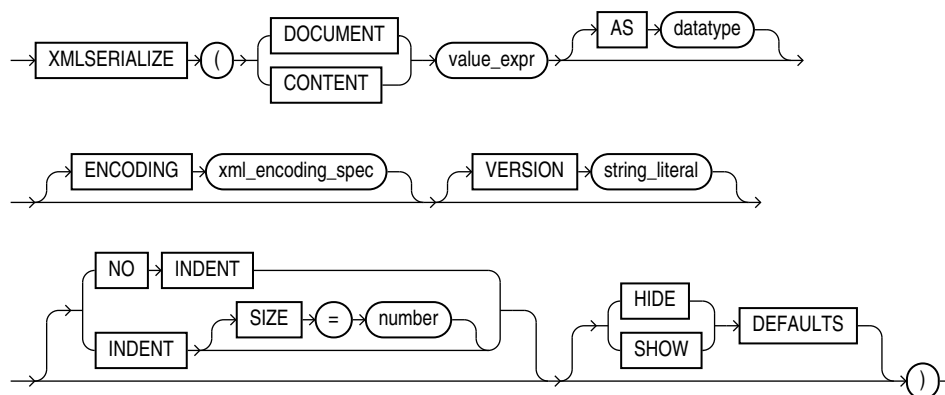 AS datatype
XMLSERIALIZE ( DOCUMENT CONTENT value_expr
ENCODING xml_encoding_spec VERSION string_literal
NO INDENT
INDENT SIZE = number
HIDE
SHOW
DEFAULTS
)